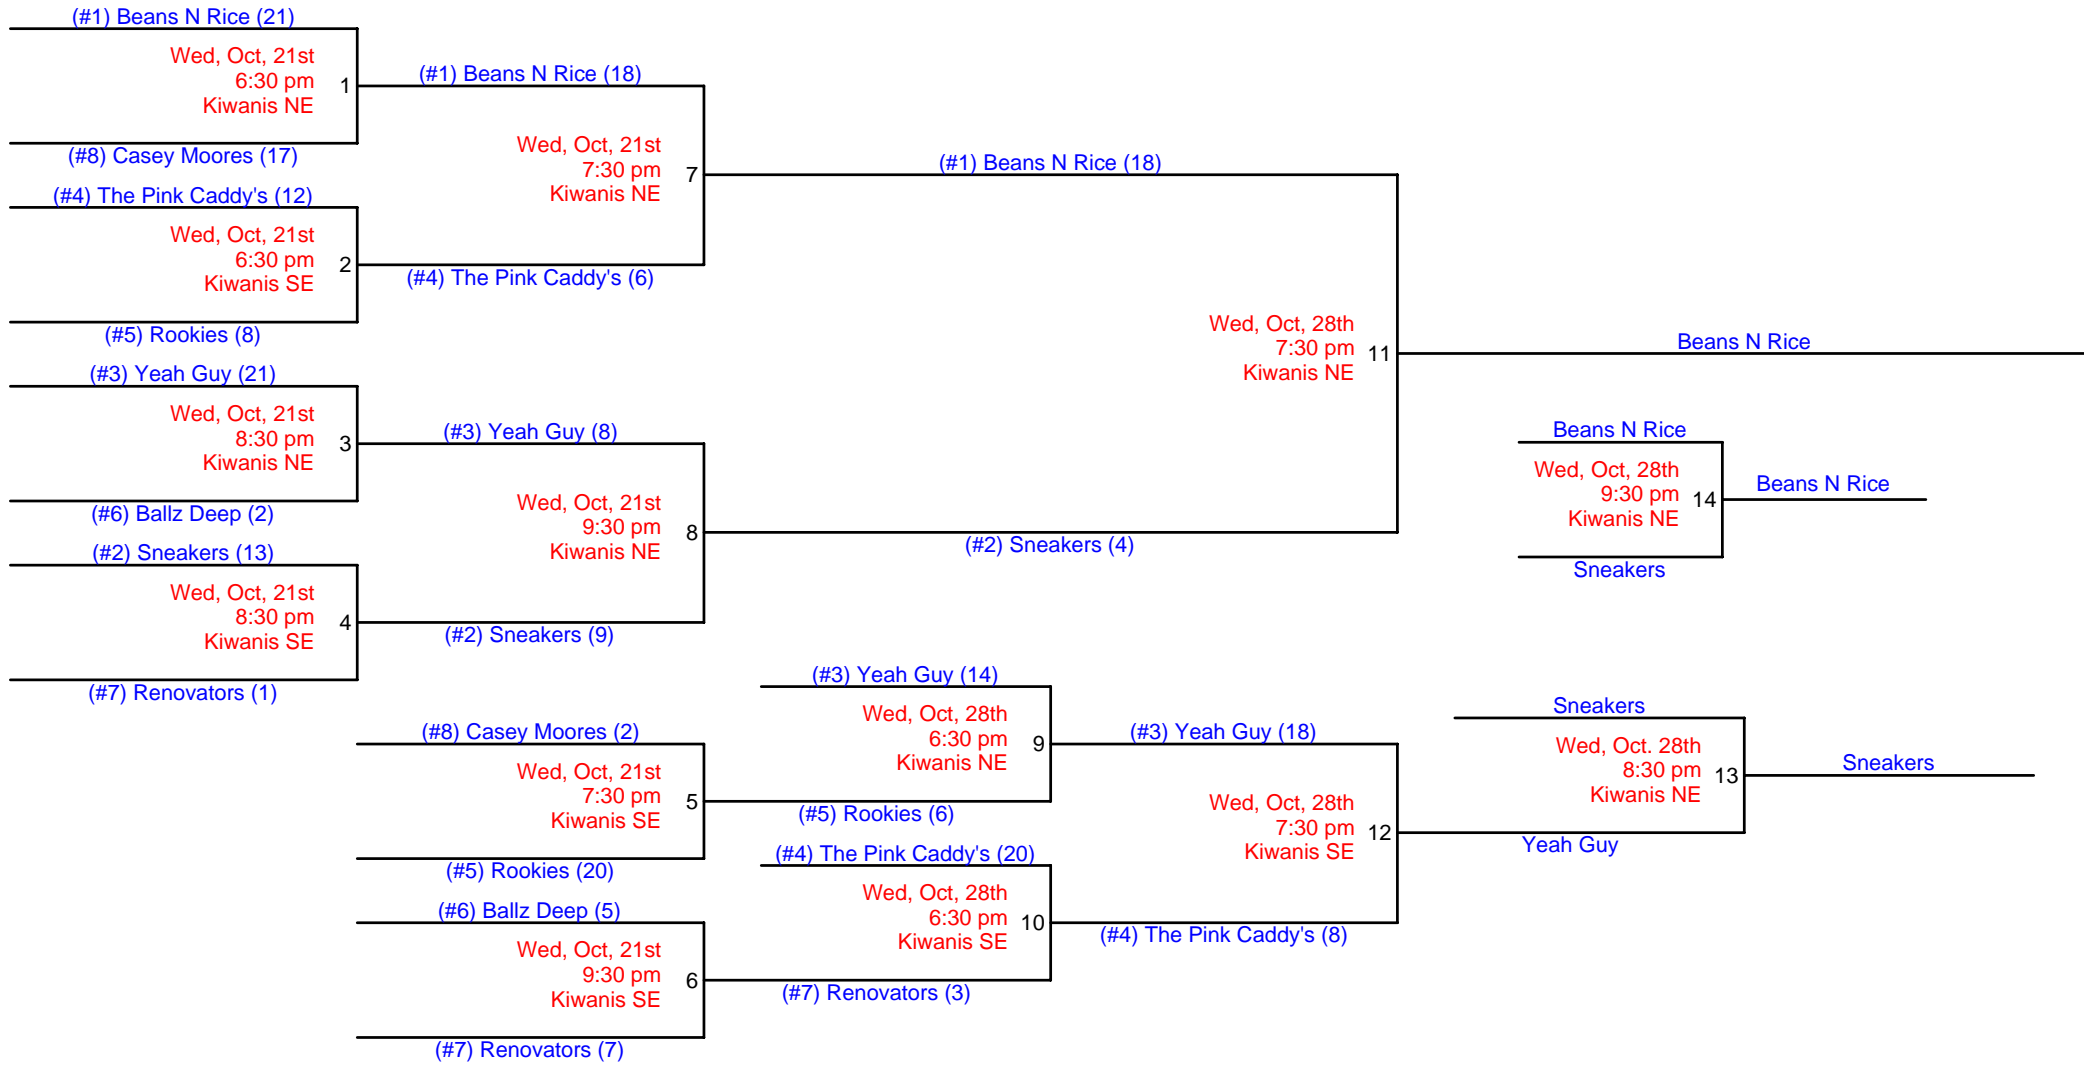 (#1) Beans N Rice (21)
Wed, Oct, 21st
6:30 pm
Kiwanis NE
1
(#8) Casey Moores (17)
(#4) The Pink Caddy's (12)
Wed, Oct, 21st
6:30 pm
Kiwanis SE
2
(#5) Rookies (8)
(#3) Yeah Guy (21)
Wed, Oct, 21st
8:30 pm
Kiwanis NE
3
(#6) Ballz Deep (2)
(#2) Sneakers (13)
Wed, Oct, 21st
8:30 pm
Kiwanis SE
4
(#7) Renovators (1)
(#1) Beans N Rice (18)
Wed, Oct, 21st
7:30 pm
Kiwanis NE
7
(#4) The Pink Caddy's (6)
(#3) Yeah Guy (8)
Wed, Oct, 21st
9:30 pm
Kiwanis NE
8
(#2) Sneakers (9)
(#8) Casey Moores (2)
Wed, Oct, 21st
7:30 pm
Kiwanis SE
5
(#5) Rookies (20)
(#6) Ballz Deep (5)
Wed, Oct, 21st
9:30 pm
Kiwanis SE
6
(#7) Renovators (7)
(#1) Beans N Rice (18)
Wed, Oct, 28th
7:30 pm
Kiwanis NE
11
(#2) Sneakers (4)
(#3) Yeah Guy (14)
Wed, Oct, 28th
6:30 pm
Kiwanis NE
9
(#5) Rookies (6)
(#4) The Pink Caddy's (20)
Wed, Oct, 28th
6:30 pm
Kiwanis SE
10
(#7) Renovators (3)
(#3) Yeah Guy (18)
Wed, Oct, 28th
7:30 pm
Kiwanis SE
12
(#4) The Pink Caddy's (8)
Beans N Rice
Beans N Rice
Wed, Oct, 28th
9:30 pm
Kiwanis NE
14
Sneakers
Beans N Rice
Sneakers
Wed, Oct. 28th
8:30 pm
Kiwanis NE
13
Yeah Guy
Sneakers